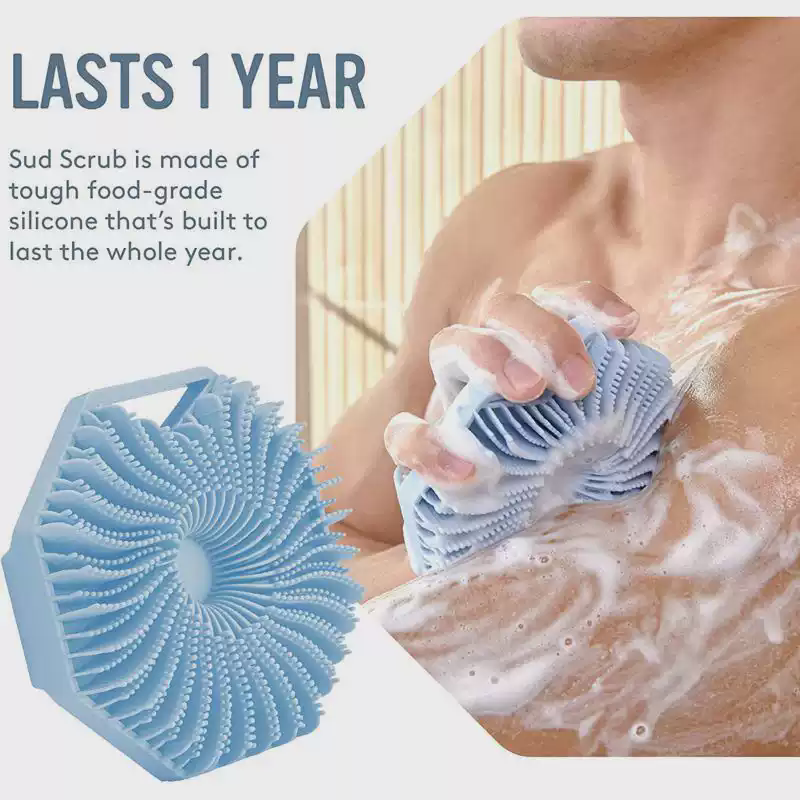 LASTS 1 YEAR
Sud Scrub is made of
tough food-grade
silicone that’s built to
last the whole year.